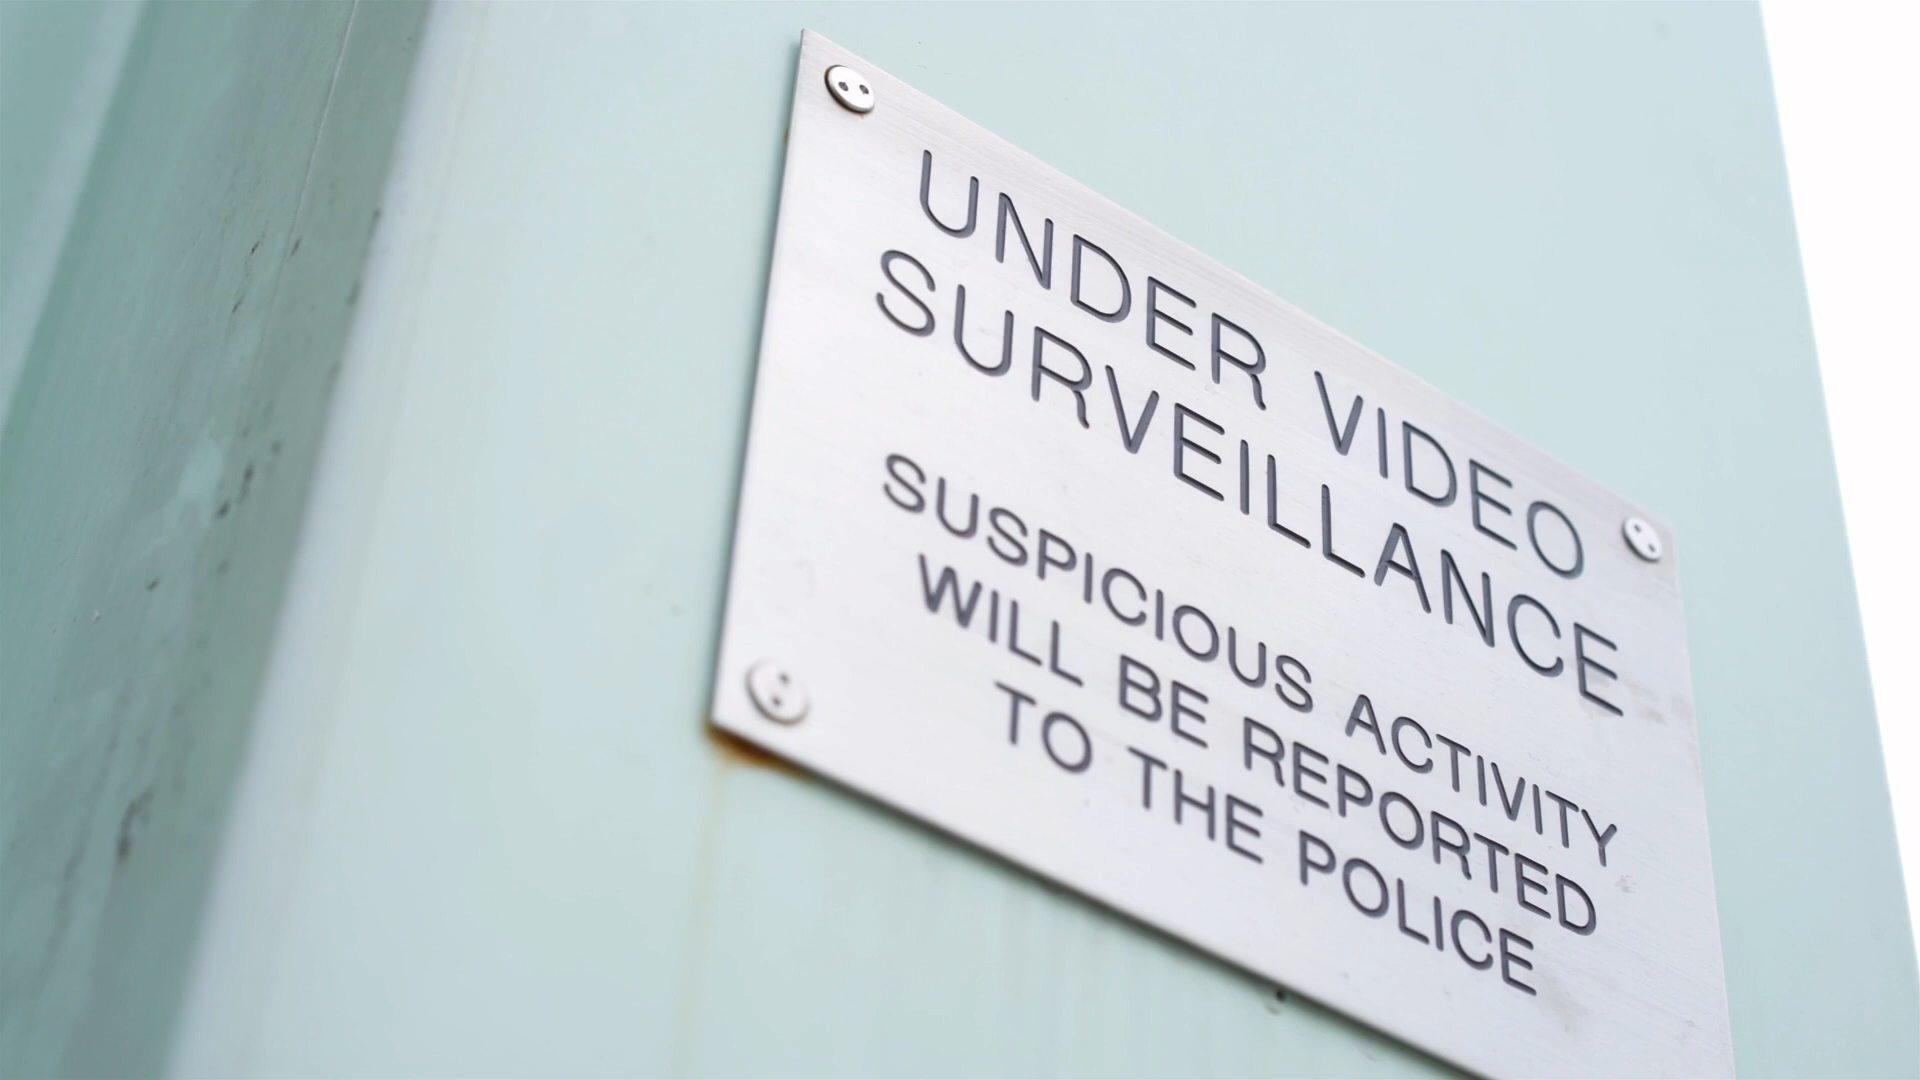 UNDER VIDEO
SURVEILLANCE
SUSPICIOUS ACTIVITY
WILL BE REPORTED
TO THE POLICE